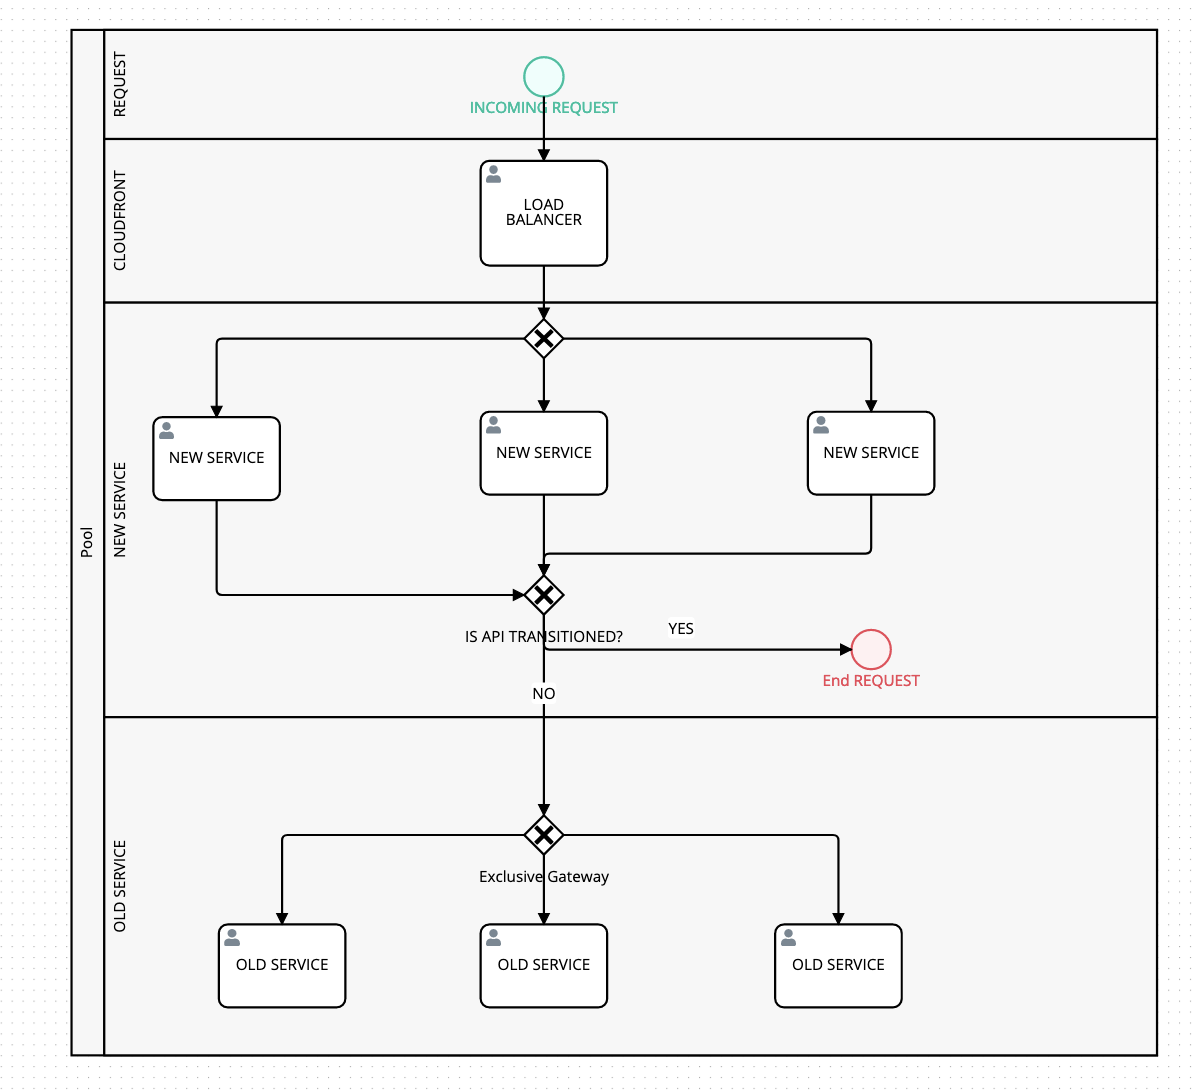 Pool
REQUEST
INCOMING REQUEST
CLOUDFRONT
LOAD
BALANCER
NEW SERVICE
NEW SERVICE
NEW SERVICE
NEW SERVICE
IS API TRANSITIONED?
YES
End REQUEST
NO
OLD SERVICE
Exclusive Gateway
OLD SERVICE
OLD SERVICE
OLD SERVICE